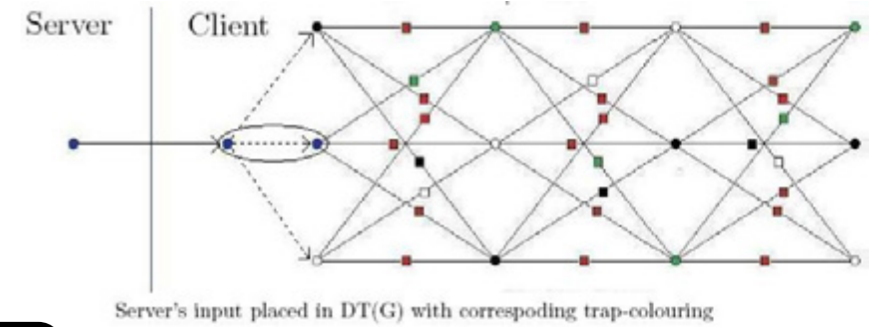 Server
Client
Server's input placed in DT(G) with correspoding trap-colouring